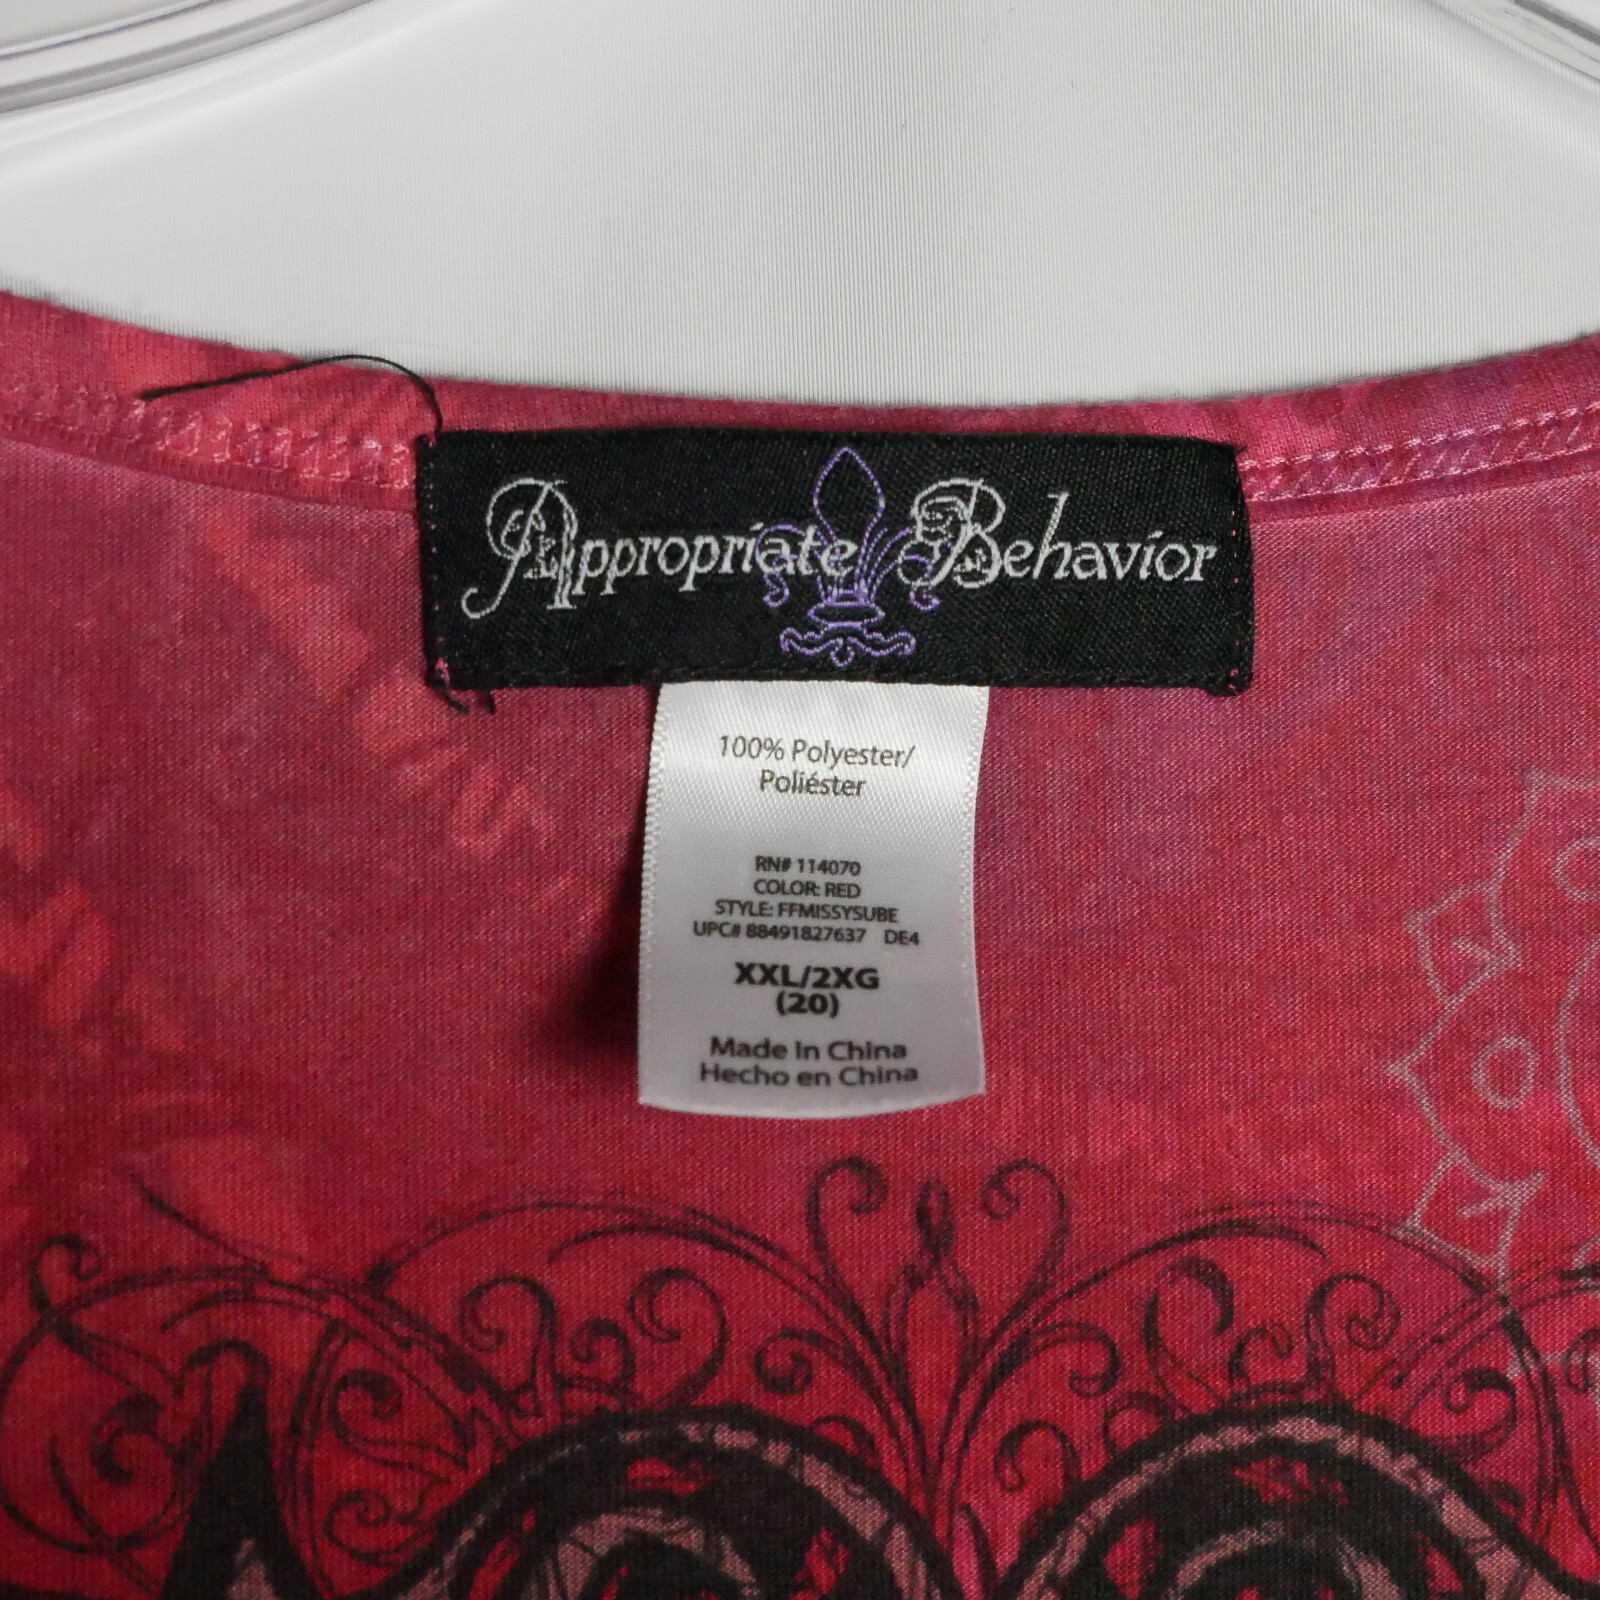 Appropriate Behavior
100% Polyester/
Poliéster
RN# 114070
COLOR: RED
STYLE: FFMISSYSUBE
UPC# 88491827637 DE4
XXL/2XG
(20)
Made In China
Hecho en China